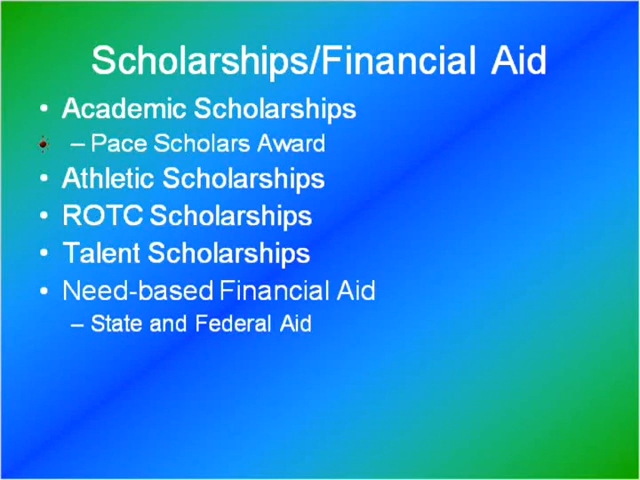 Scholarships/Financial Aid
• Academic Scholarships
– Pace Scholars Award
• Athletic Scholarships
• ROTC Scholarships
• Talent Scholarships
• Need-based Financial Aid
– State and Federal Aid